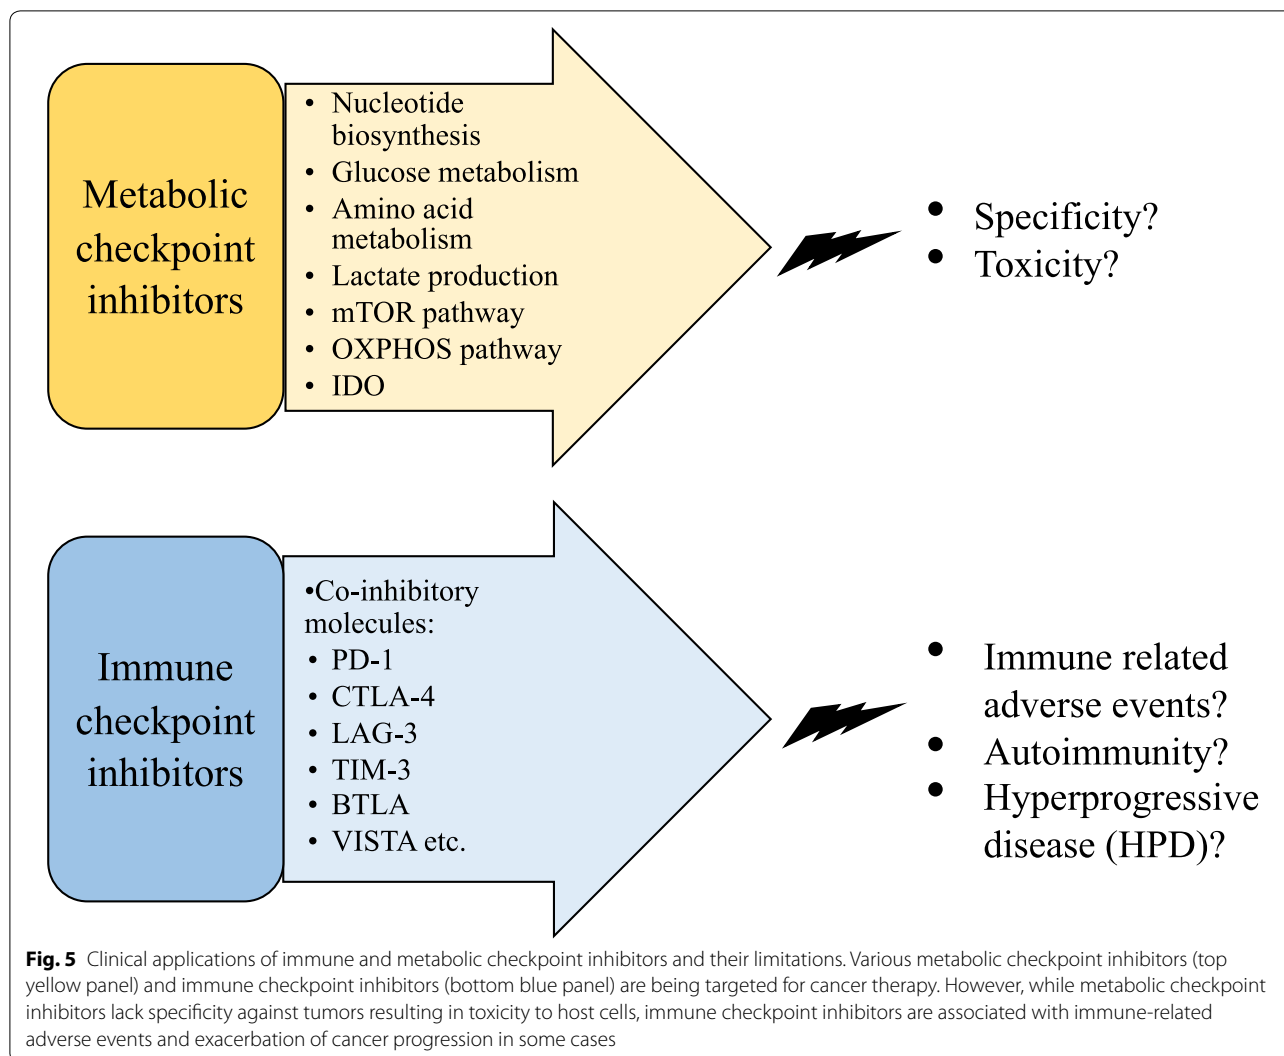 Metabolic
checkpoint
inhibitors
• Nucleotide
biosynthesis
• Glucose metabolism
• Amino acid
metabolism
• Lactate production
• mTOR pathway
• OXPHOS pathway
• IDO
• Specificity?
• Toxicity?
Immune
checkpoint
inhibitors
•Co-inhibitory
molecules:
• PD-1
• CTLA-4
• LAG-3
• TIM-3
• BTLA
• VISTA etc.
• Immune related
adverse events?
• Autoimmunity?
• Hyperprogressive
disease (HPD)?
Fig. 5 Clinical applications of immune and metabolic checkpoint inhibitors and their limitations. Various metabolic checkpoint inhibitors (top
yellow panel) and immune checkpoint inhibitors (bottom blue panel) are being targeted for cancer therapy. However, while metabolic checkpoint
inhibitors lack specificity against tumors resulting in toxicity to host cells, immune checkpoint inhibitors are associated with immune-related
adverse events and exacerbation of cancer progression in some cases